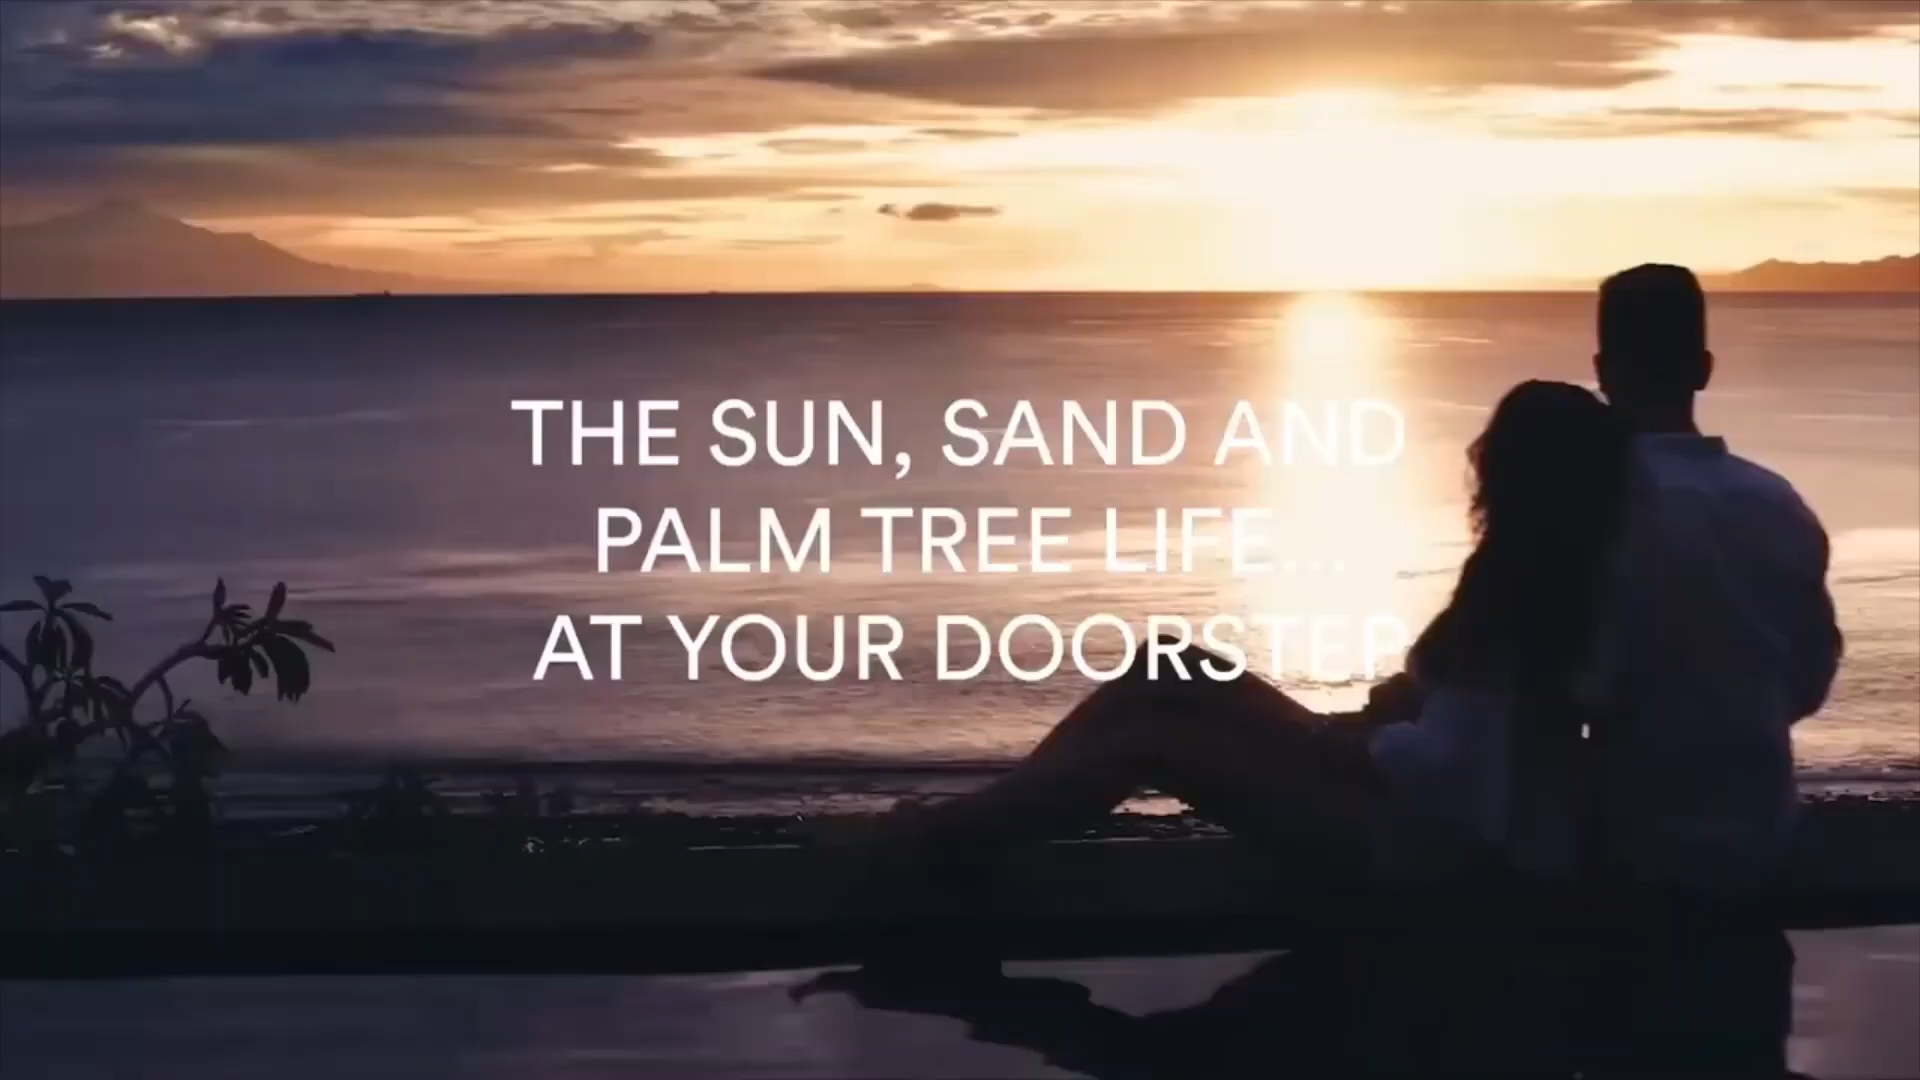 THE SUN, SAND AND
PALM TREE LIFE...
AT YOUR DOORSTEP